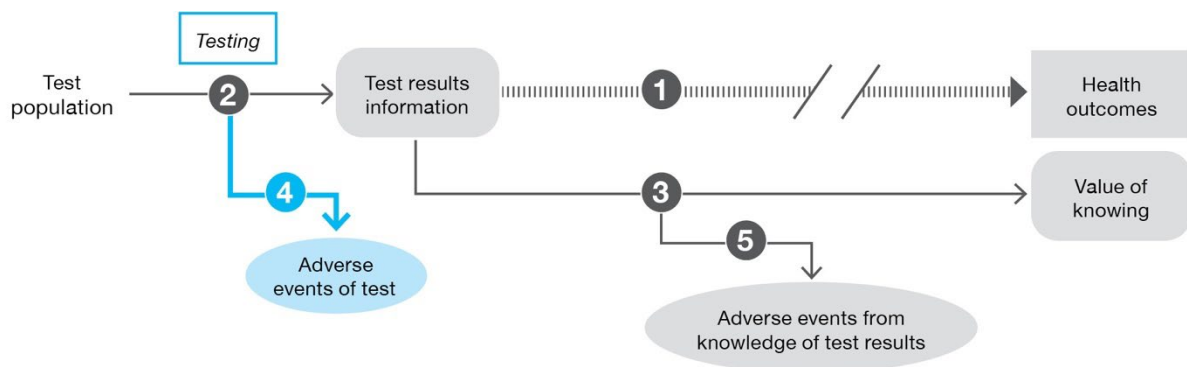 Testing
Test
population
2
Test results
information
1
Health
outcomes
4
3
Value of
knowing
5
Adverse
events of test
Adverse events from
knowledge of test results